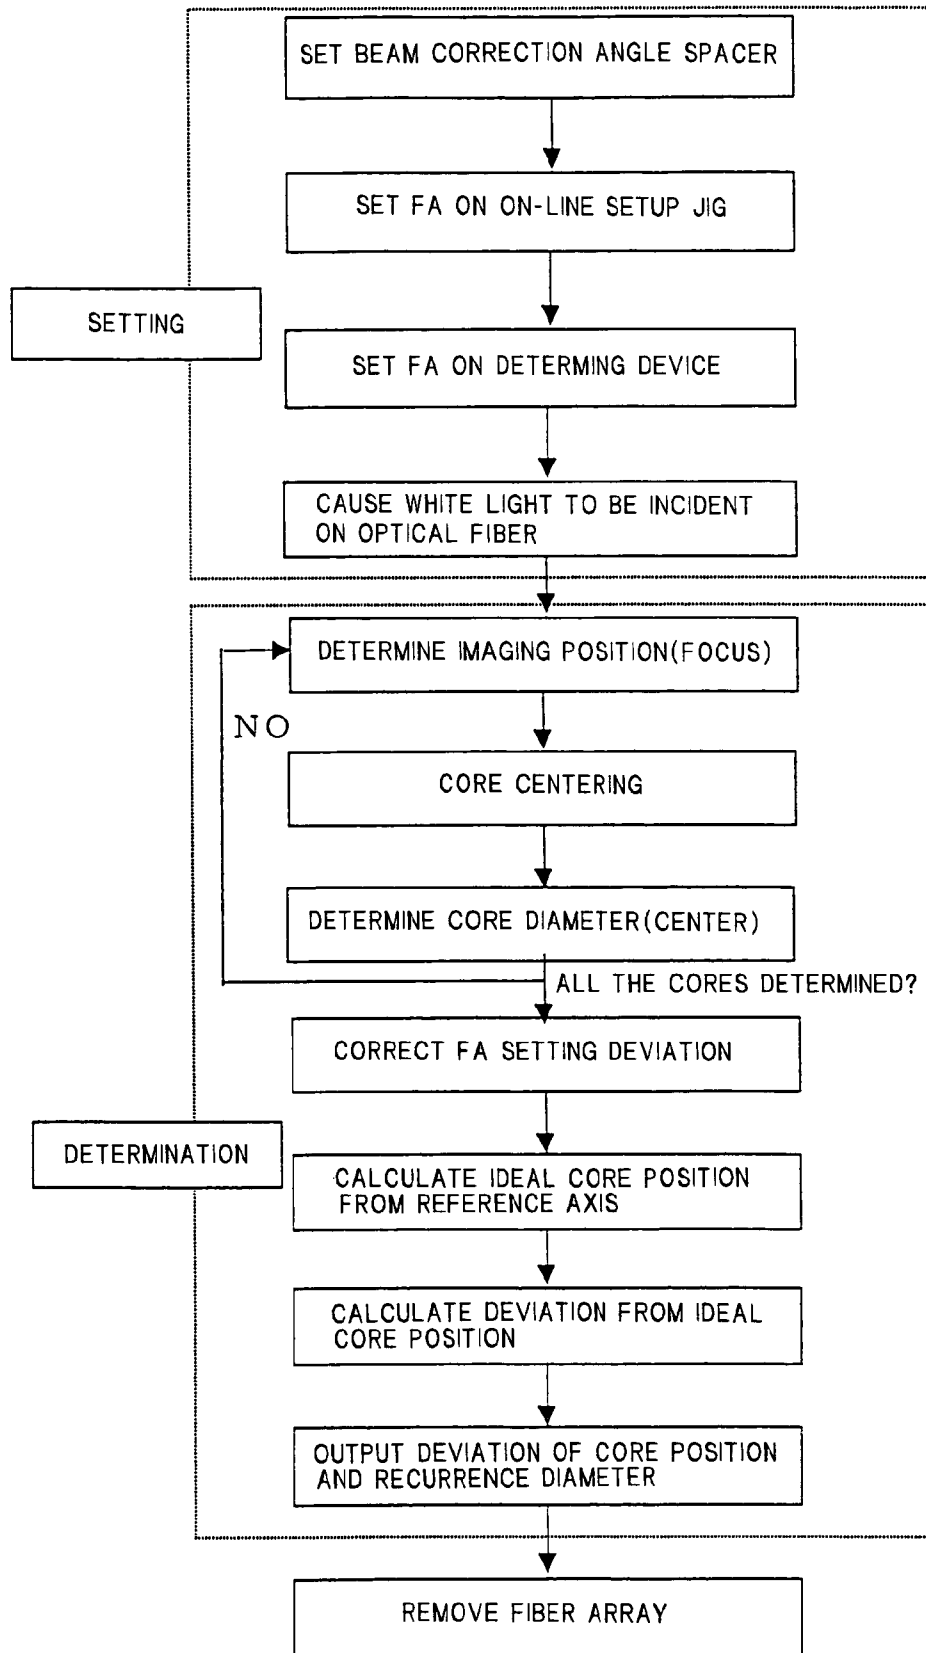 SET BEAM CORRECTION ANGLE SPACER
SET FA ON ON-LINE SETUP JIG
SETTING
SET FA ON DETERMING DEVICE
CAUSE WHITE LIGHT TO BE INCIDENT
ON OPTICAL FIBER
DETERMINE IMAGING POSITION(FOCUS)
NO
CORE CENTERING
DETERMINE CORE DIAMETER(CENTER)
ALL THE CORES DETERMINED?
CORRECT FA SETTING DEVIATION
DETERMINATION
CALCULATE IDEAL CORE POSITION
FROM REFERENCE AXIS
CALCULATE DEVIATION FROM IDEAL
CORE POSITION
OUTPUT DEVIATION OF CORE POSITION
AND RECURRENCE DIAMETER
REMOVE FIBER ARRAY